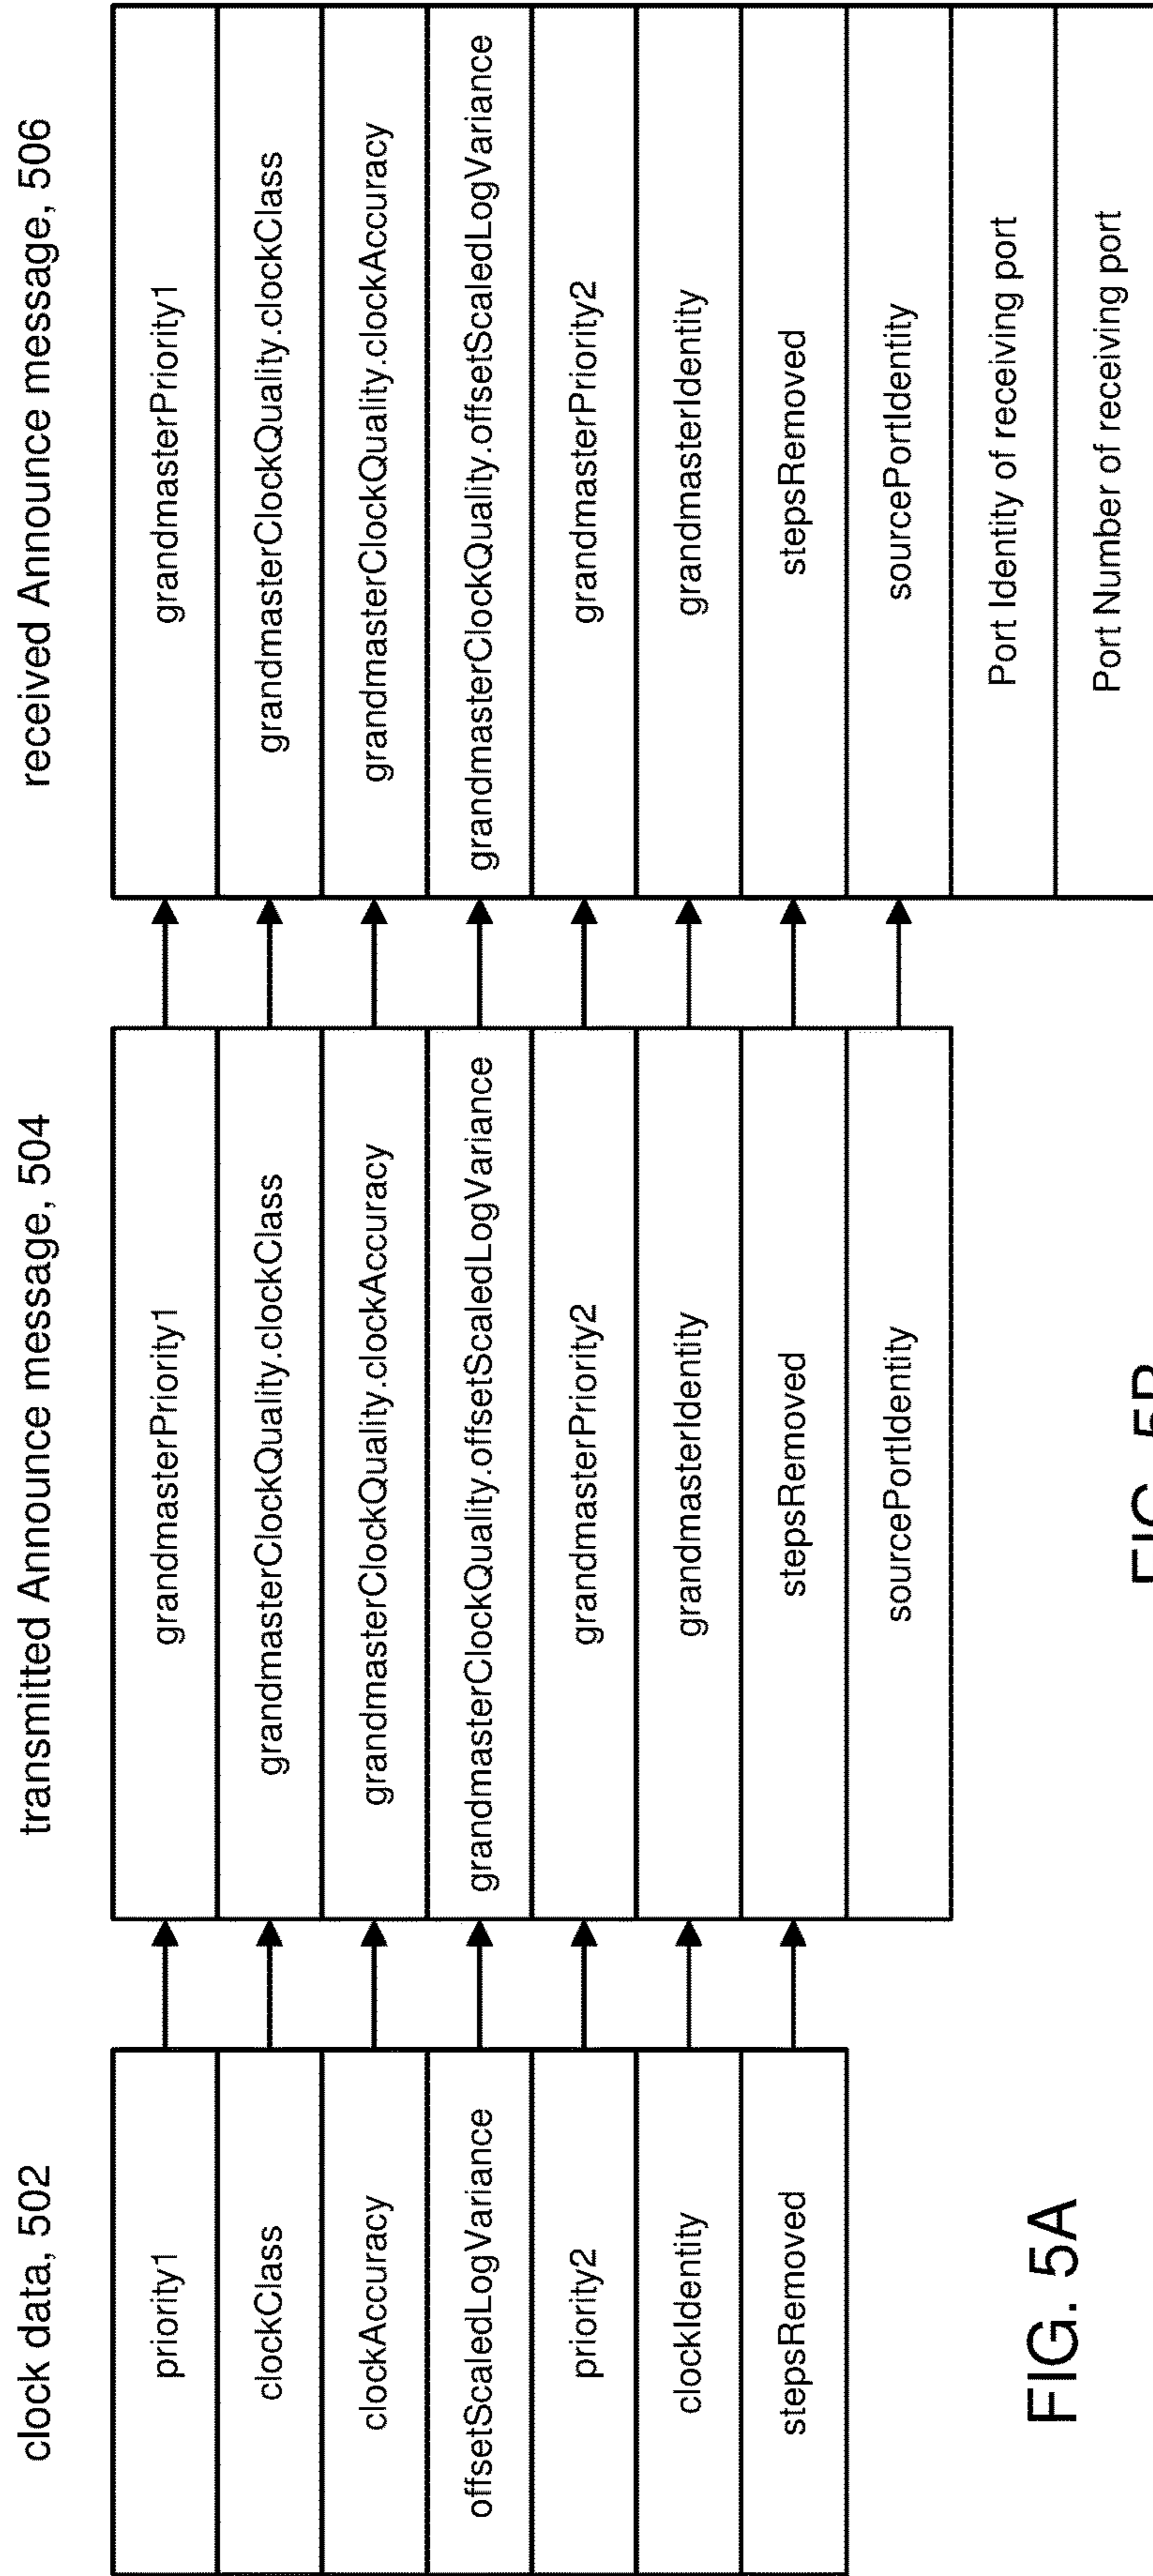 clock data, 502
priority1
clockClass
clockAccuracy
offsetScaledLogVariance
priority2
clockIdentity
stepsRemoved
FIG. 5A
transmitted Announce message, 504
grandmasterPriority1
grandmasterClockQuality.clockClass
grandmasterClockQuality.clockAccuracy
grandmasterClockQuality.offsetScaledLogVariance
grandmasterPriority2
grandmasterIdentity
stepsRemoved
sourcePortIdentity
FIG. 5B
received Announce message, 506
grandmasterPriority1
grandmasterClockQuality.clockClass
grandmasterClockQuality.clockAccuracy
grandmasterClockQuality.offsetScaledLogVariance
grandmasterPriority2
grandmasterIdentity
stepsRemoved
sourcePortIdentity
Port Identity of receiving port
Port Number of receiving port